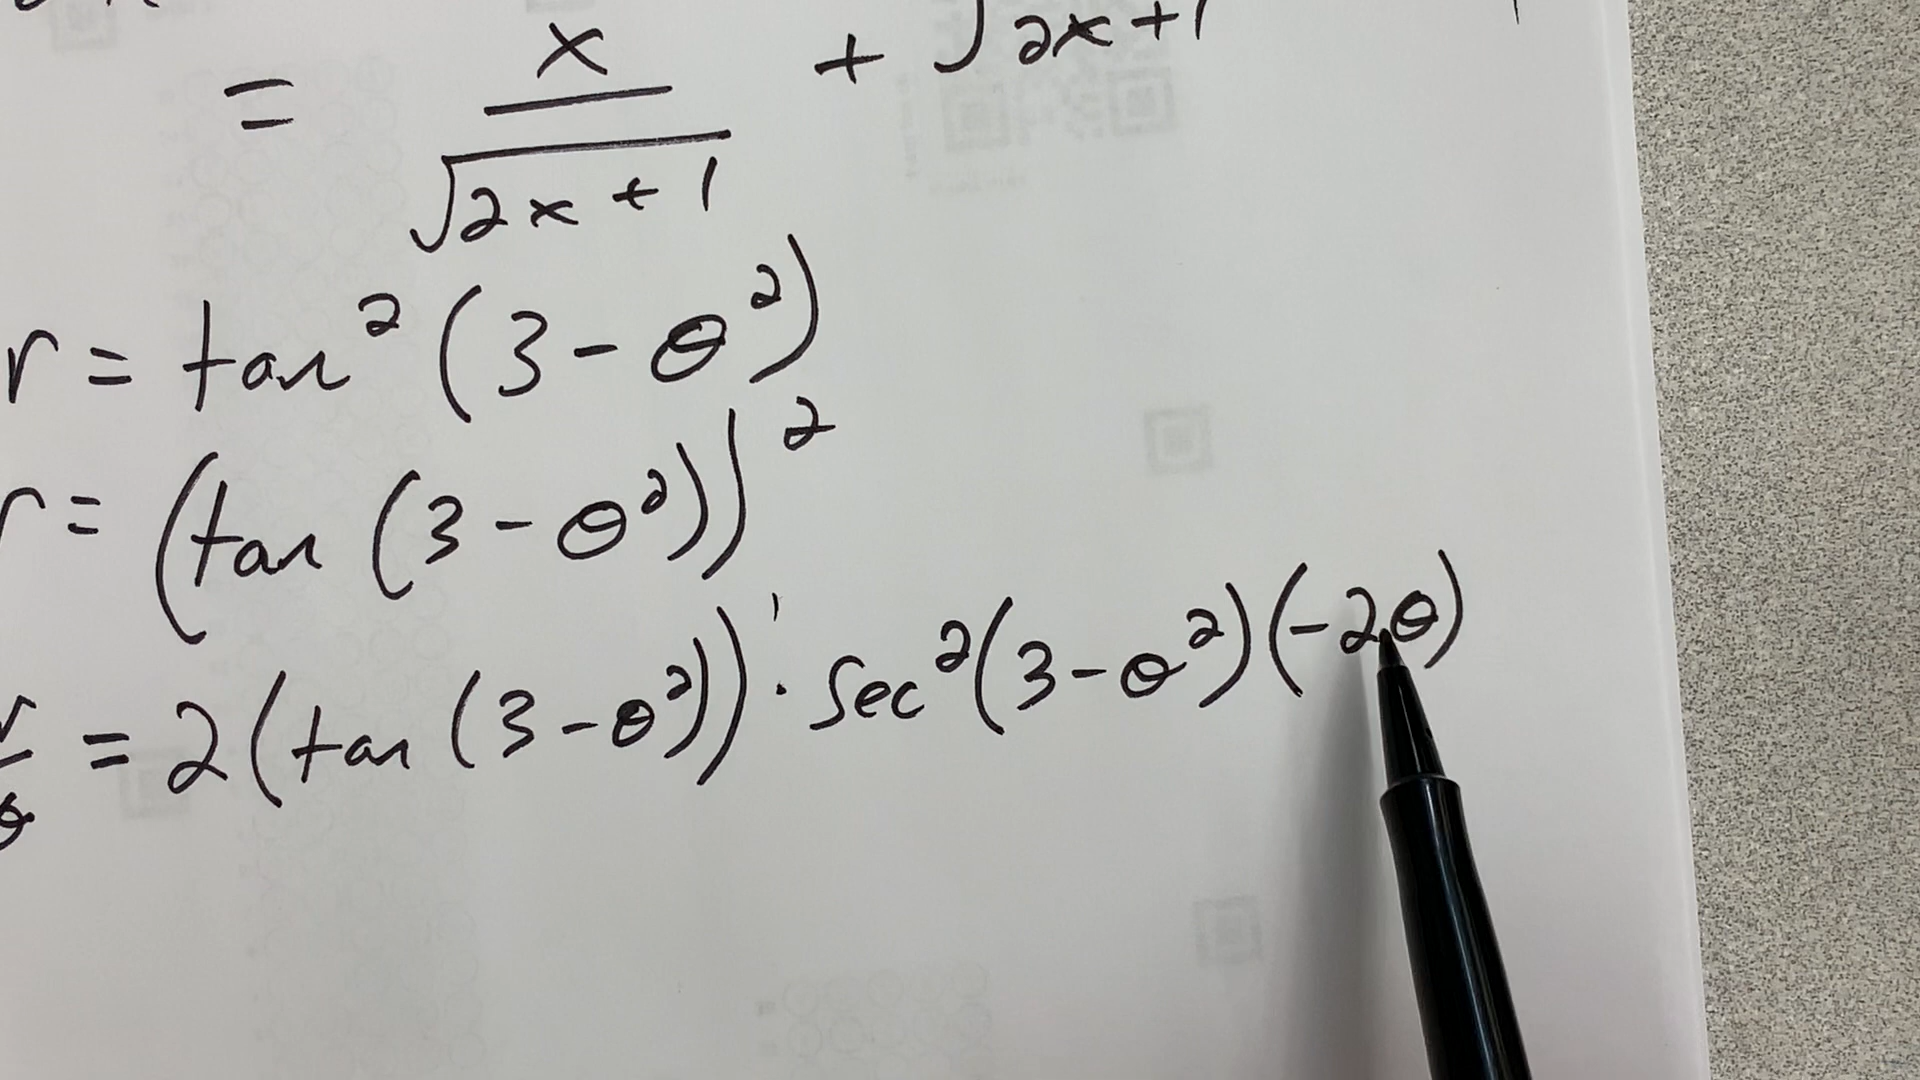 = x/√(2x+1) + √2x+1
r = tan² (3 - θ²)
r = (tan (3 - θ²))²
= 2 (tan (3 - θ²))¹ · sec² (3 - θ²) (-2θ)